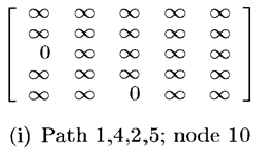 ∞ ∞ ∞ ∞ ∞
∞ ∞ ∞ ∞ ∞
0 ∞ ∞ ∞ ∞
∞ ∞ ∞ ∞ ∞
∞ ∞ 0 ∞ ∞
(i) Path 1,4,2,5; node 10